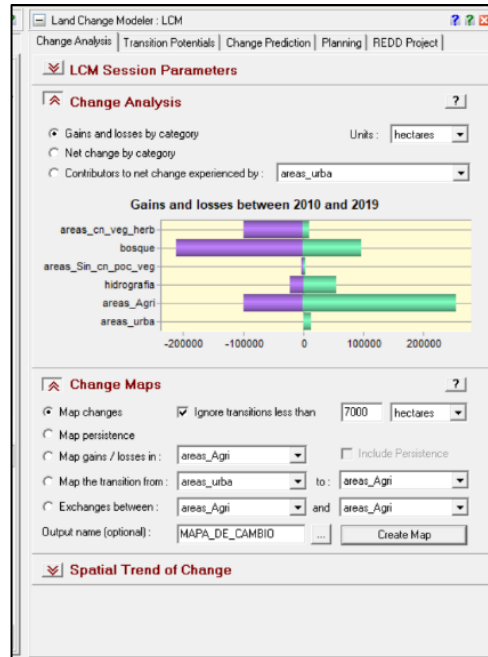 Land Change Modeler : LCM
Change Analysis Transition Potentials Change Prediction Planning REDD Project
LCM Session Parameters
Change Analysis ?
Gains and losses by category Units : hectares
Net change by category
Contributors to net change experienced by : areas_urba
Gains and losses between 2010 and 2019
areas_cn_veg_herb
bosque
areas_Sin_cn_poc_veg
hidrografia
areas_Agri
areas_urba
-200000 -100000 0 100000 200000
Change Maps ?
Map changes Ignore transitions less than 7000 hectares
Map persistence
Map gains / losses in : areas_Agri Include Persistence
Map the transition from : areas_urba to : areas_Agri
Exchanges between : areas_Agri and areas_Agri
Output name (optional) : MAPA_DE_CAMBIO ... Create Map
Spatial Trend of Change